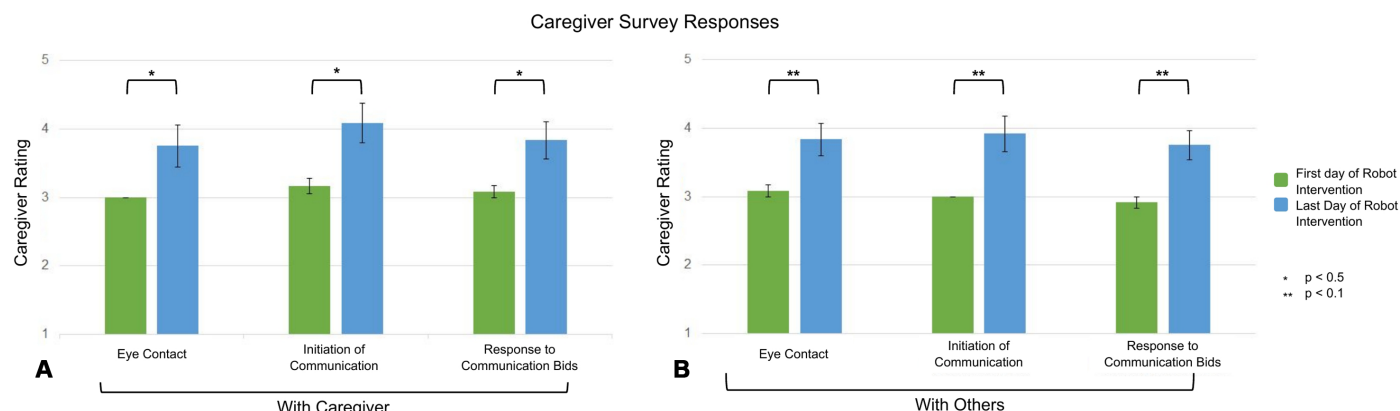 Caregiver Survey Responses
5
4
3
2
1
Caregiver Rating
*
*
*
Eye Contact
Initiation of
Communication
Response to
Communication Bids
A
With Caregiver
5
4
3
2
1
Caregiver Rating
**
**
**
Eye Contact
Initiation of
Communication
Response to
Communication Bids
B
With Others
First day of Robot
Intervention
Last Day of Robot
Intervention
* p < 0.5
** p < 0.1